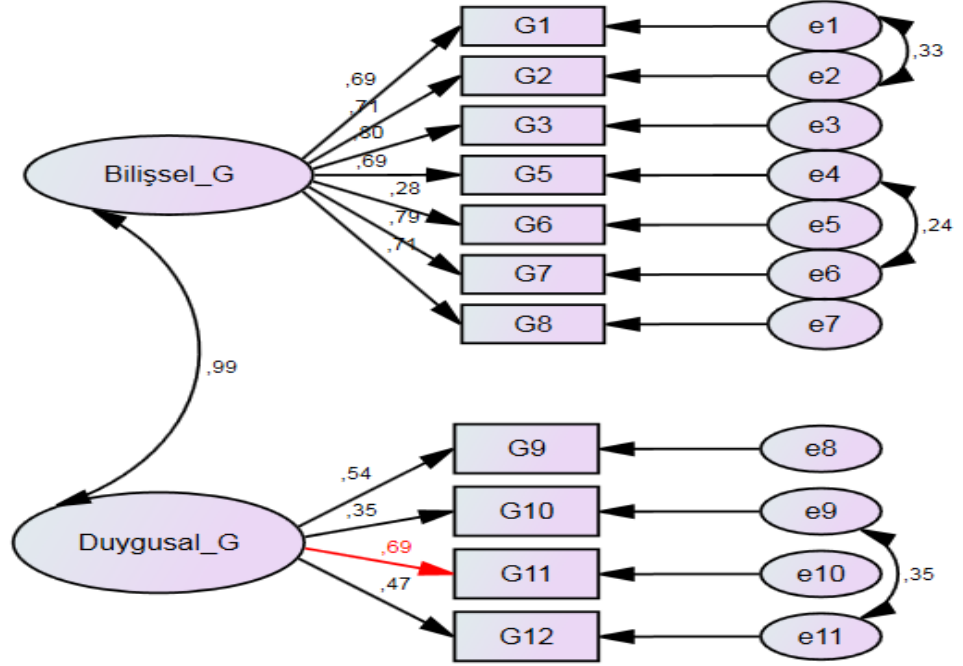 G1
e1
,33
G2
e2
,69
,71
G3
e3
,80
,69
Bilişsel_G
G5
e4
,28
G6
e5
,24
,79
,71
G7
e6
G8
e7
,99
G9
e8
,54
,35
G10
e9
Duygusal_G
,69
G11
e10
,35
,47
G12
e11